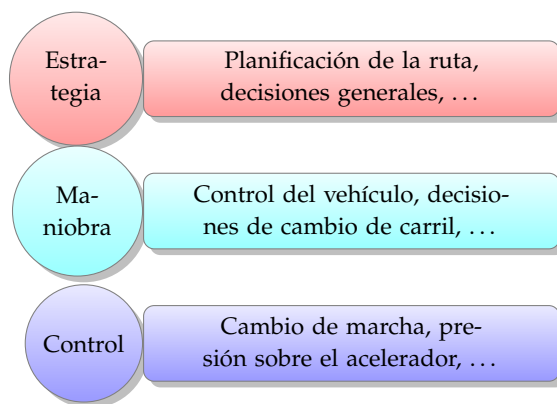 Estra-
tegia
Planificación de la ruta,
decisiones generales, ...
Ma-
niobra
Control del vehículo, decisio-
nes de cambio de carril, ...
Control
Cambio de marcha, pre-
sión sobre el acelerador, ...